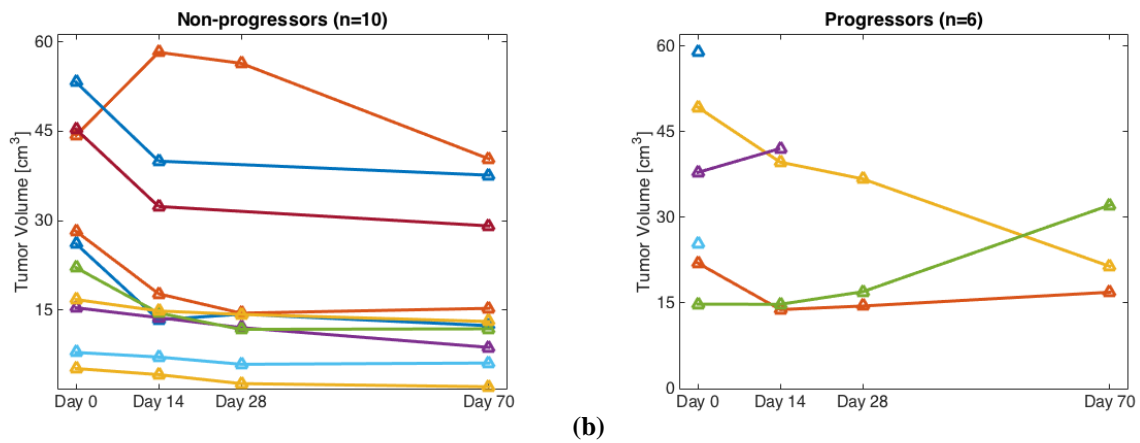 Non-progressors (n=10)
Tumor Volume [cm³]
60
45
30
15
Day 0 Day 14 Day 28 Day 70
Progressors (n=6)
Tumor Volume [cm³]
60
45
30
15
0
Day 0 Day 14 Day 28 Day 70
(b)